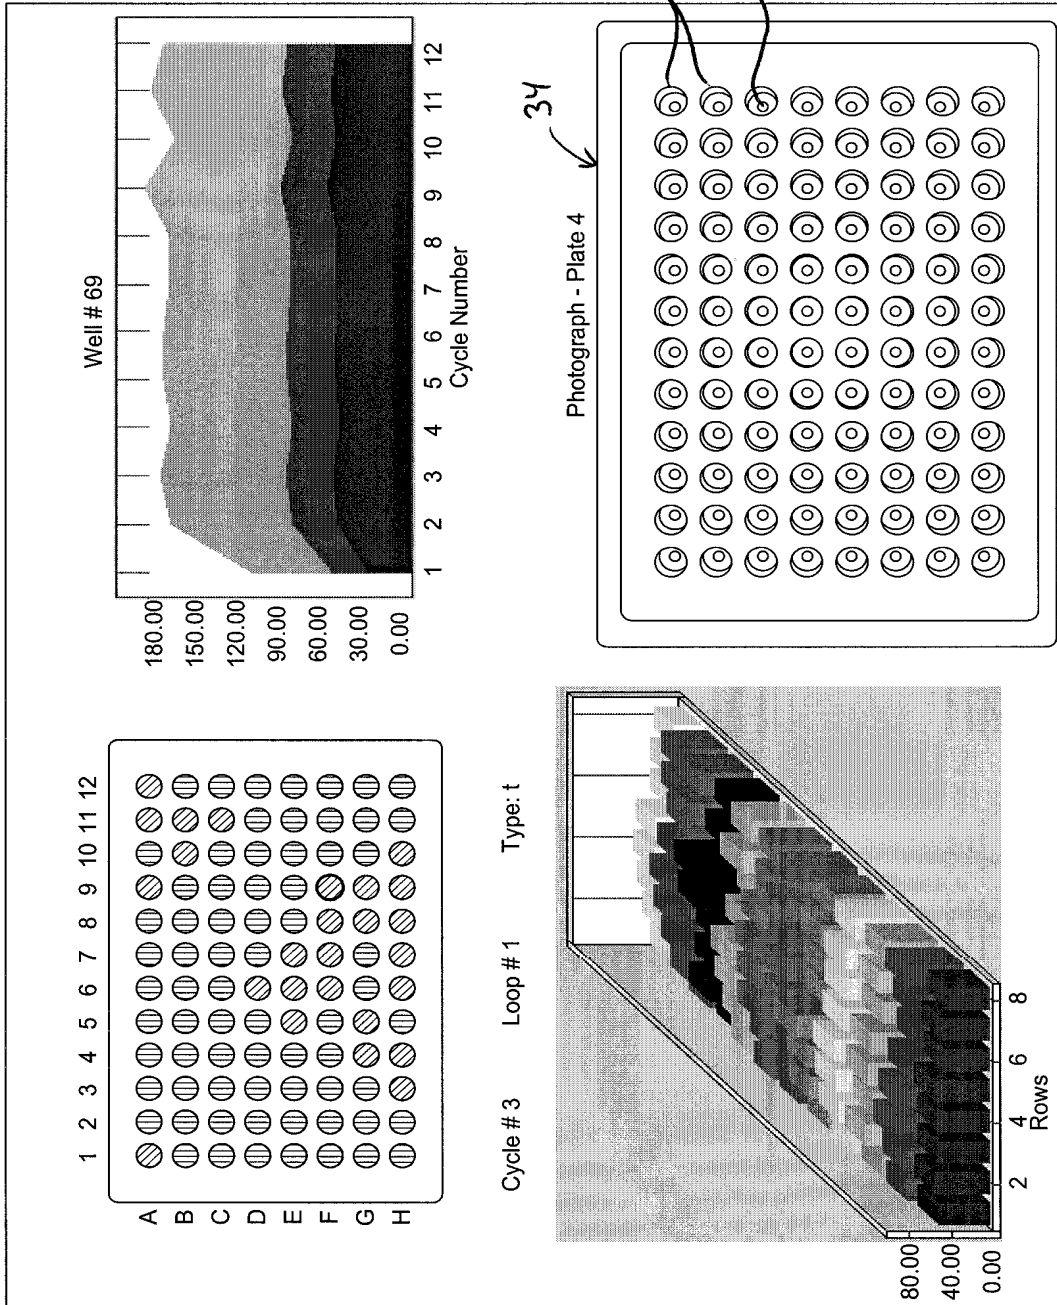 1 2 3 4 5 6 7 8 9 10 11 12
A
B
C
D
E
F
G
H
Well # 69
180.00
150.00
120.00
90.00
60.00
30.00
0.00
1 2 3 4 5 6 7 8 9 10 11 12
Cycle Number
Cycle # 3 Loop # 1 Type: t
80.00
40.00
0.00
2 4 6 8
Rows
34
Photograph - Plate 4